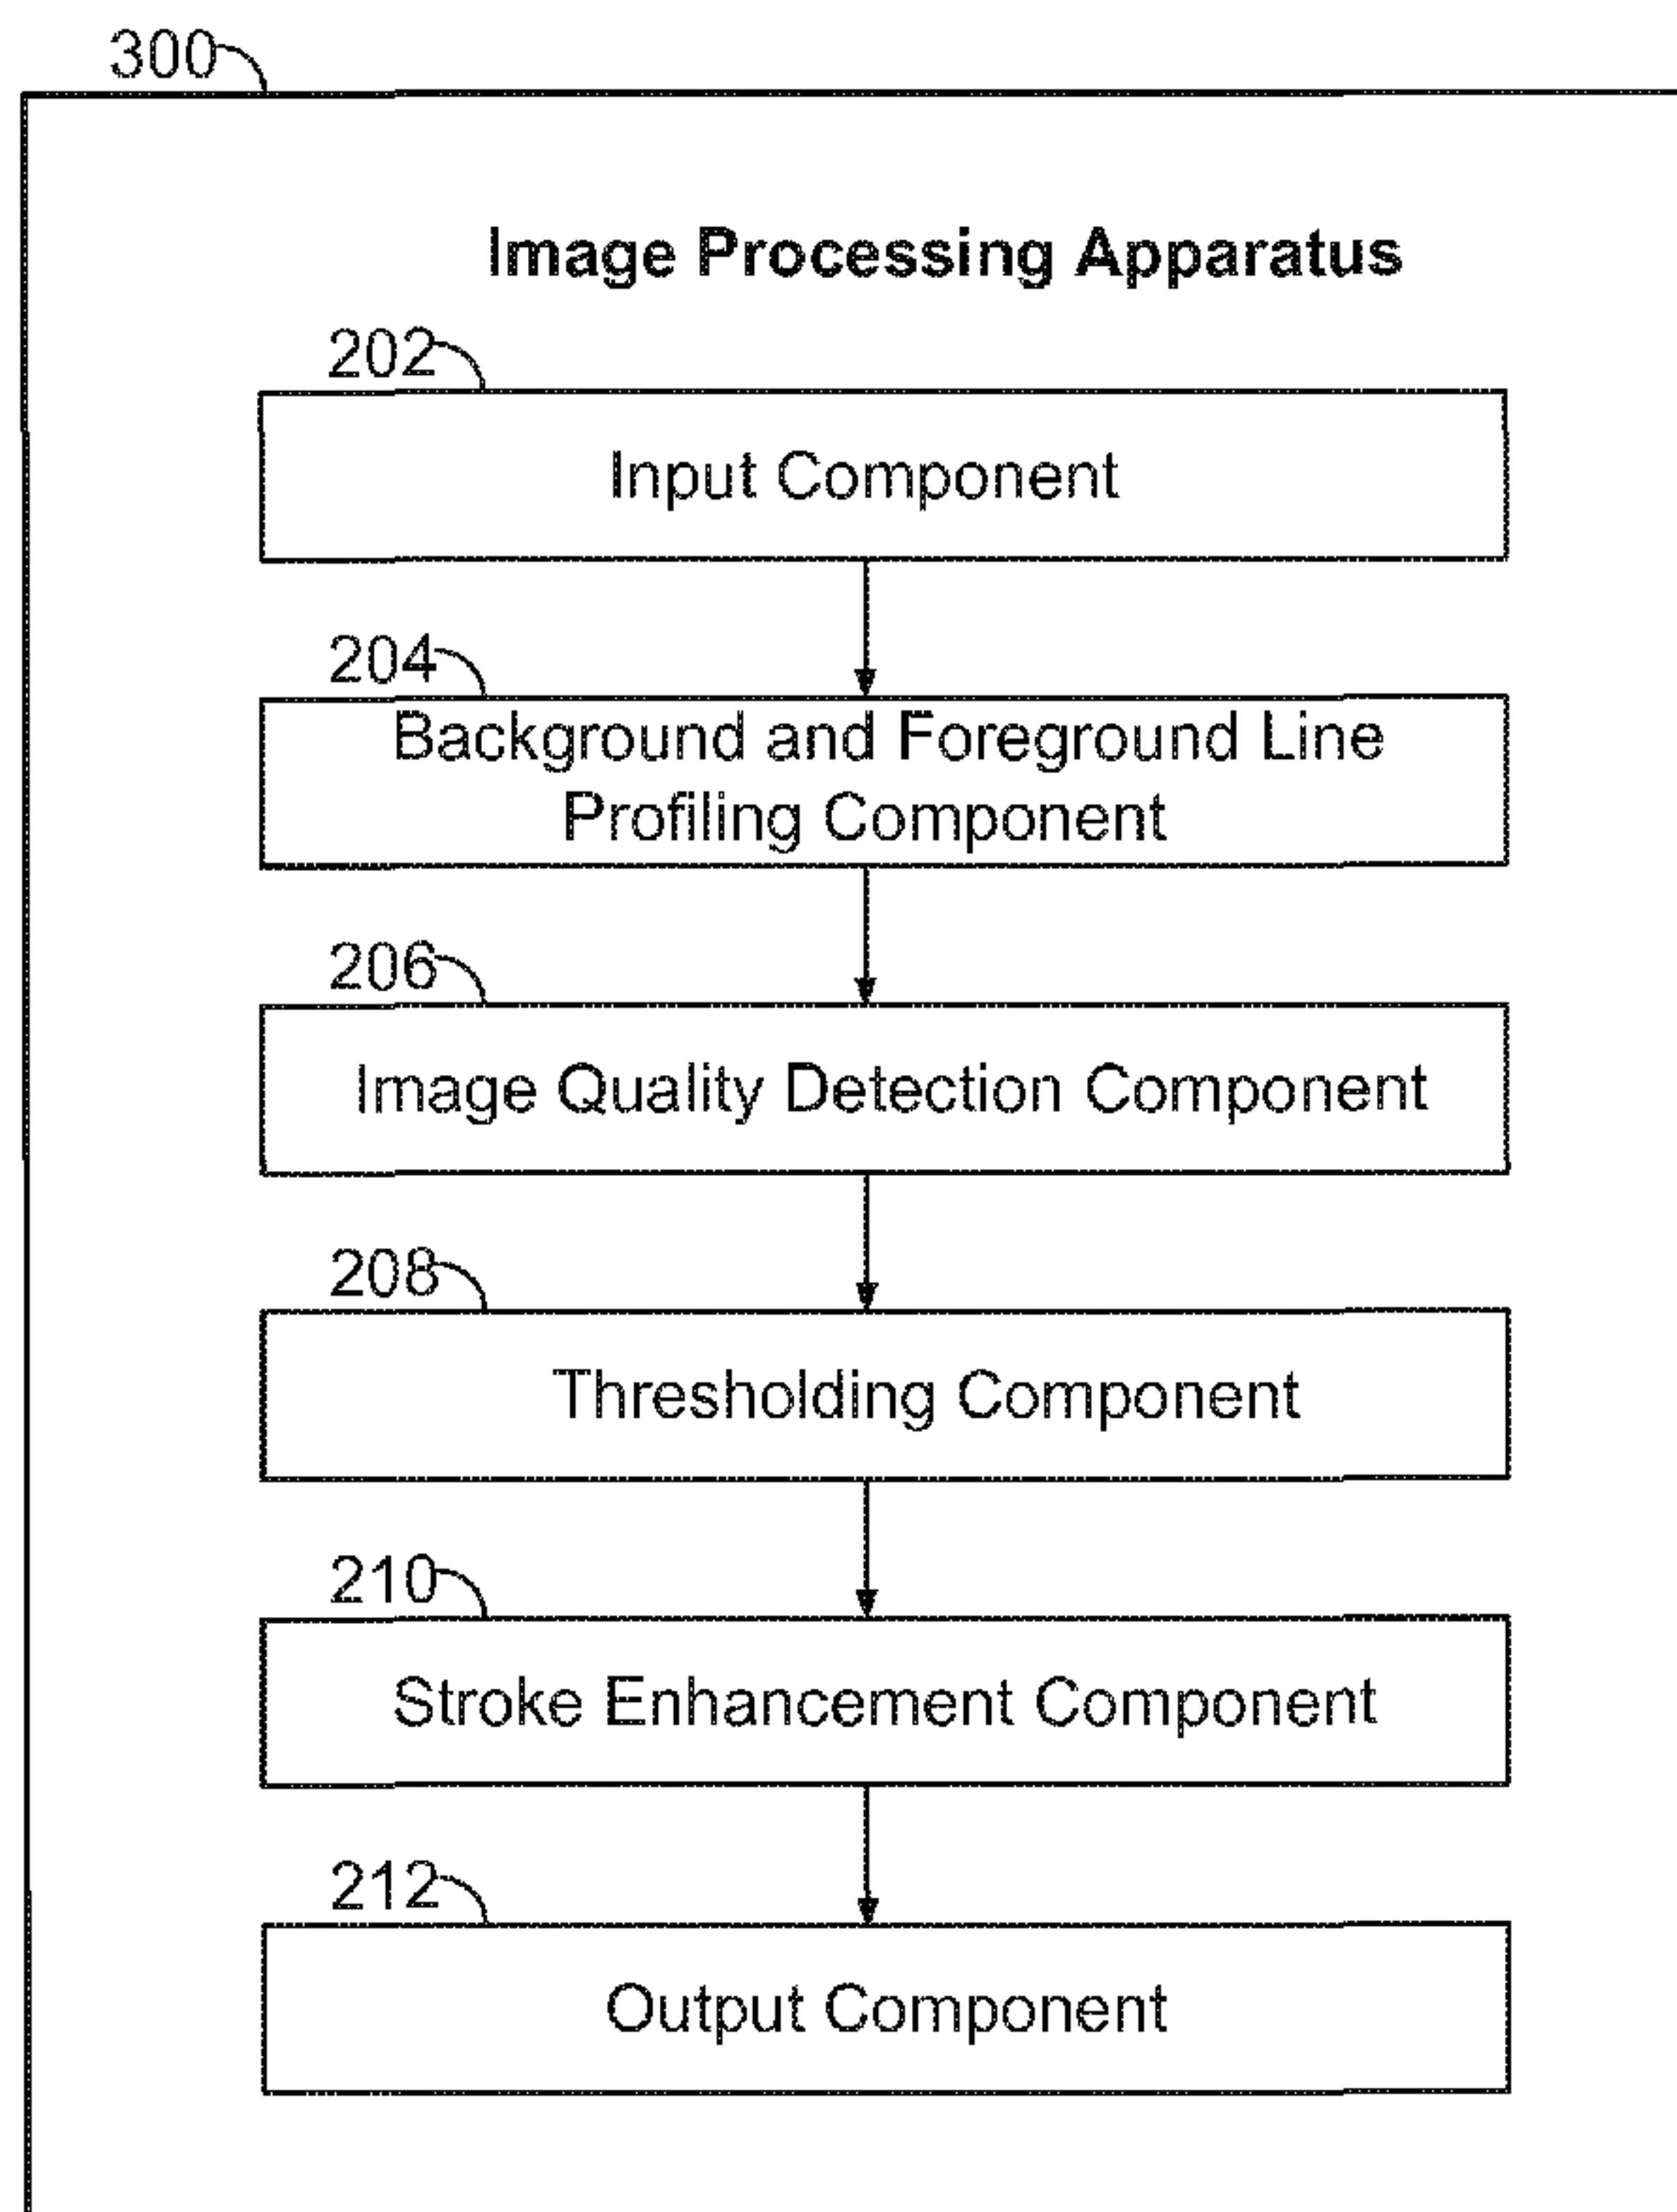 300
Image Processing Apparatus
202
Input Component
204
Background and Foreground Line
Profiling Component
206
Image Quality Detection Component
208
Thresholding Component
210
Stroke Enhancement Component
212
Output Component